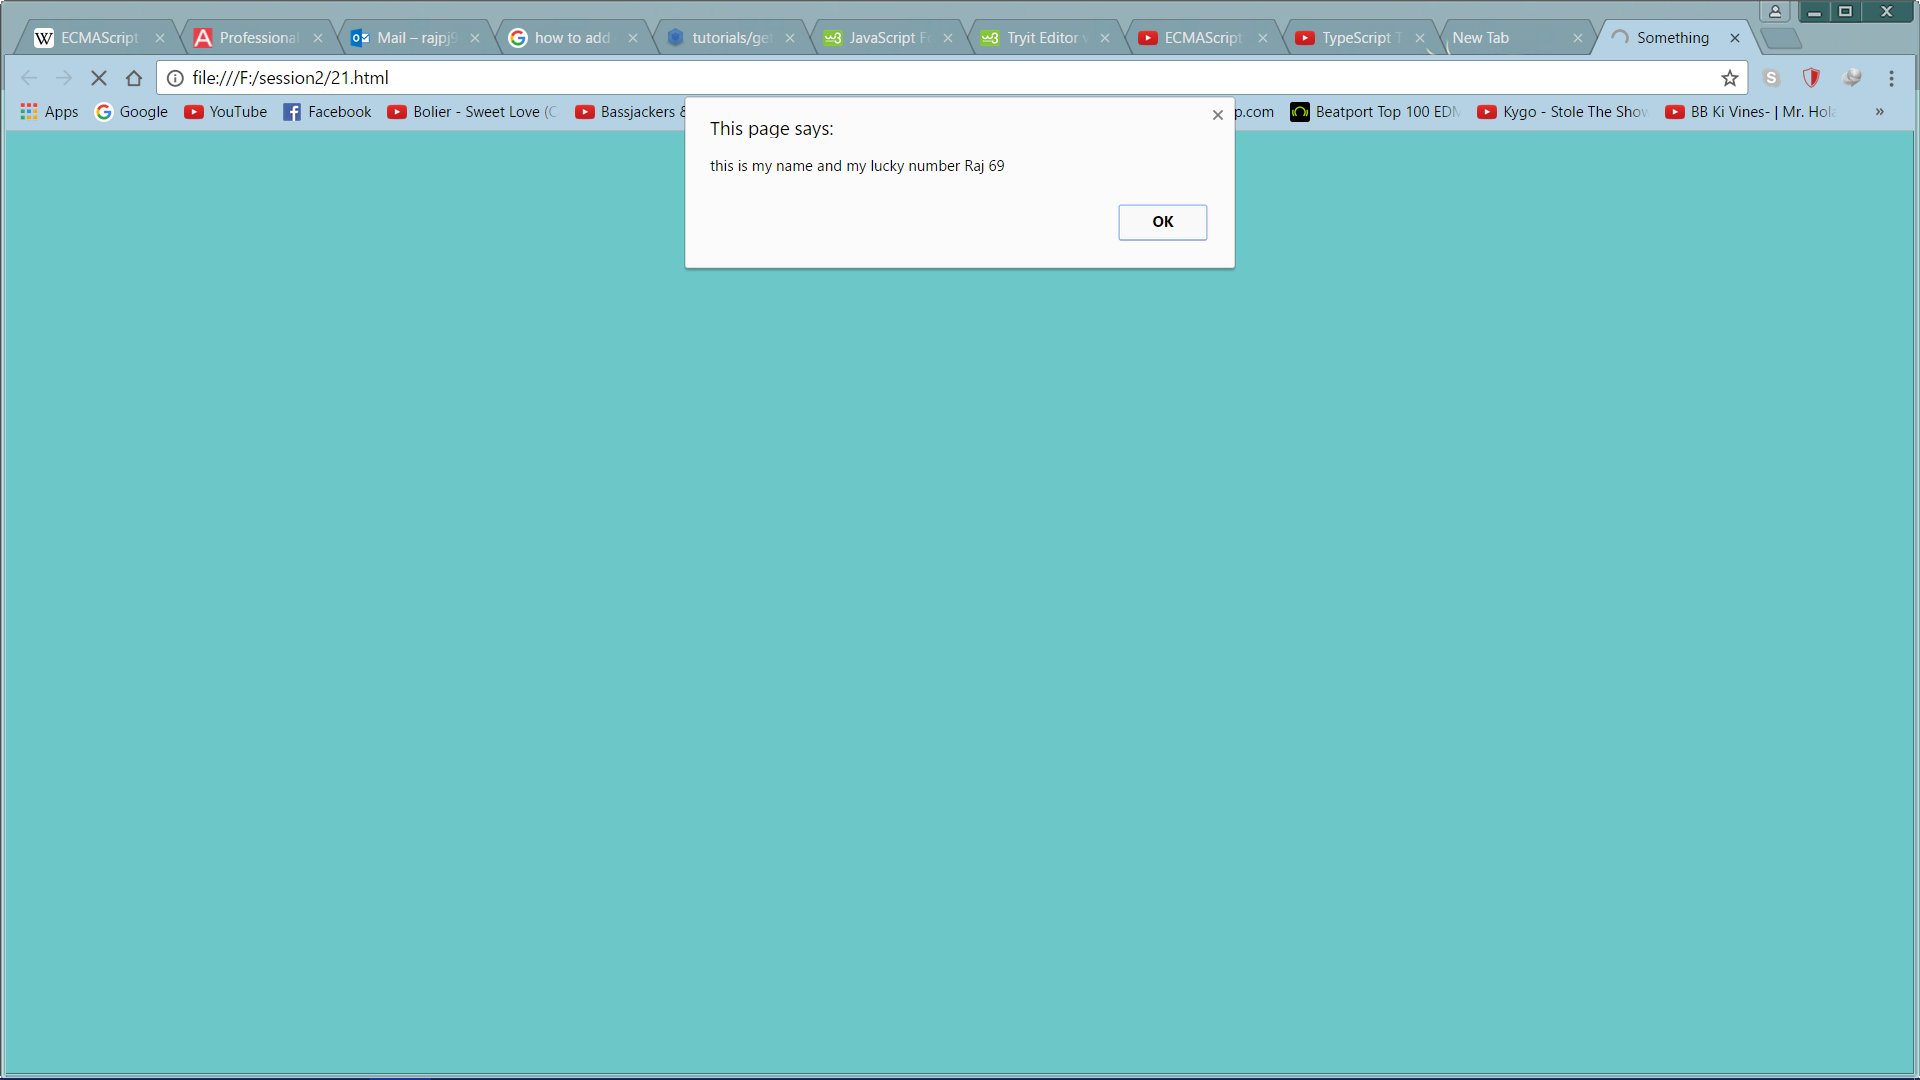 ECMAScript
Professional
Mail – rajpj9
how to add
tutorials/ge
JavaScript F
Tryit Editor v
ECMAScript
TypeScript T
New Tab
Something
file:///F:/session2/21.html
Apps
Google
YouTube
Facebook
Bolier - Sweet Love (
Bassjackers &
p.com
Beatport Top 100 EDM
Kygo - Stole The Show
BB Ki Vines- | Mr. Hola
»
This page says:
this is my name and my lucky number Raj 69
OK